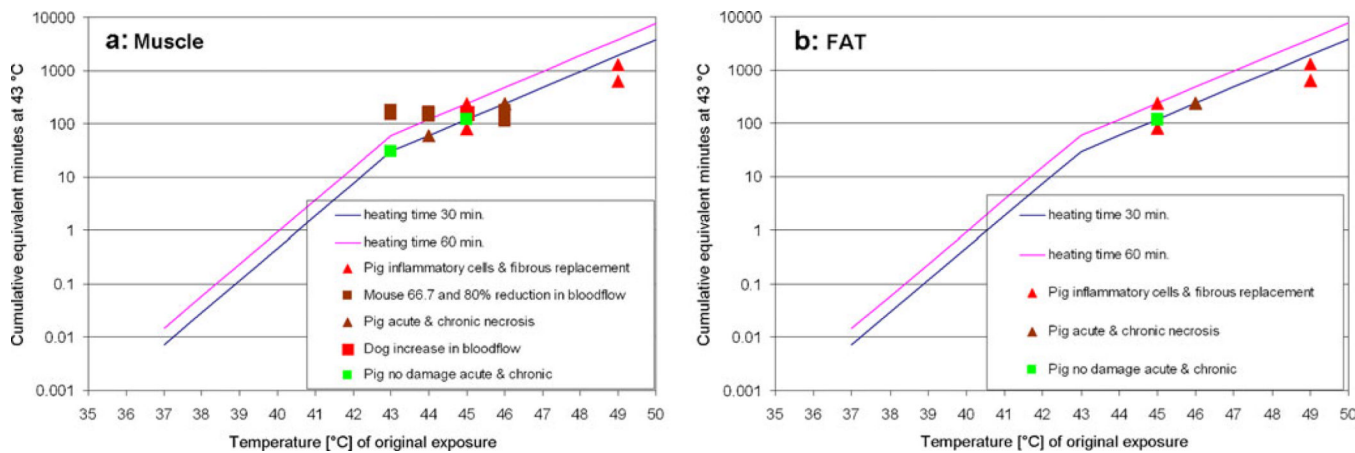 a: Muscle
Cumulative equivalent minutes at 43 °C
10000
1000
100
10
1
0.1
0.01
0.001
heating time 30 min.
heating time 60 min.
Pig inflammatory cells & fibrous replacement
Mouse 66.7 and 80% reduction in bloodflow
Pig acute & chronic necrosis
Dog increase in bloodflow
Pig no damage acute & chronic
35 36 37 38 39 40 41 42 43 44 45 46 47 48 49 50
Temperature [°C] of original exposure
b: FAT
Cumulative equivalent minutes at 43 °C
10000
1000
100
10
1
0.1
0.01
0.001
heating time 30 min.
heating time 60 min.
Pig inflammatory cells & fibrous replacement
Pig acute & chronic necrosis
Pig no damage acute & chronic
35 36 37 38 39 40 41 42 43 44 45 46 47 48 49 50
Temperature [°C] of original exposure